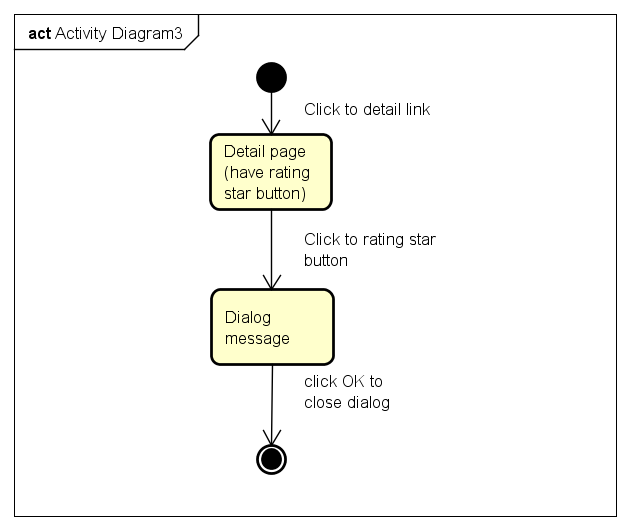 act Activity Diagram3
Click to detail link
Detail page
(have rating
star button)
Click to rating star
button
Dialog
message
click OK to
close dialog